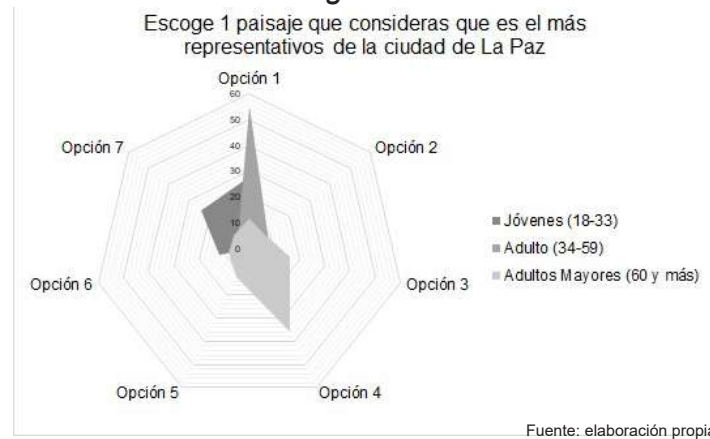 Escoge 1 paisaje que consideras que es el más
representativos de la ciudad de La Paz
Opción 1
60
50
40
30
20
10
0
Opción 2
Opción 3
Opción 4
Opción 5
Opción 6
Opción 7
Jóvenes (18-33)
Adulto (34-59)
Adultos Mayores (60 y más)
Fuente: elaboración propia